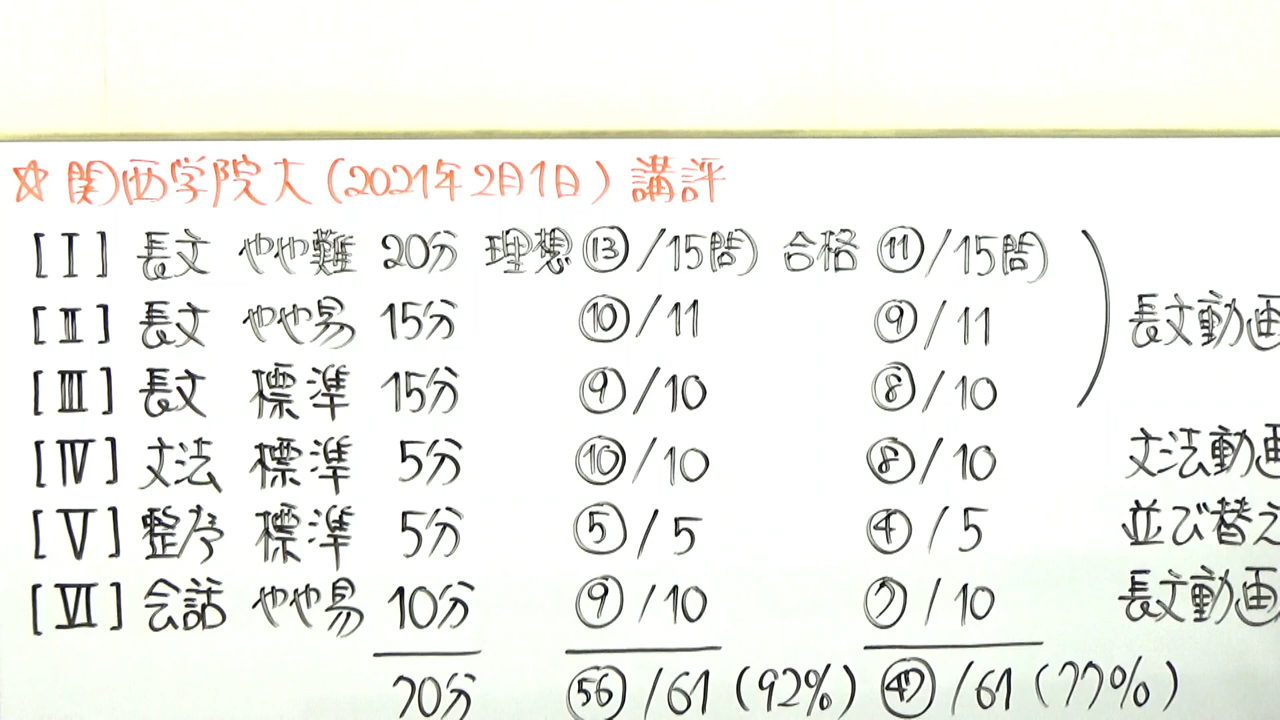 ☆関西学院大(2021年2月1日)講評
[Ⅰ] 長文 やや難 20分 理想 ⑬/15問 合格 ⑪/15問
[Ⅱ] 長文 やや易 15分 ⑩/11 ⑨/11 長文動画
[Ⅲ] 長文 標準 15分 ⑨/10 ⑧/10
[Ⅳ] 文法 標準 5分 ⑩/10 ⑧/10 文法動画
[Ⅴ] 整序 標準 5分 ⑤/5 ④/5 並び替え
[Ⅵ] 会話 やや易 10分 ⑨/10 ⑦/10 長文動画
70分 56/61 (92%) ㊼/61 (77%)